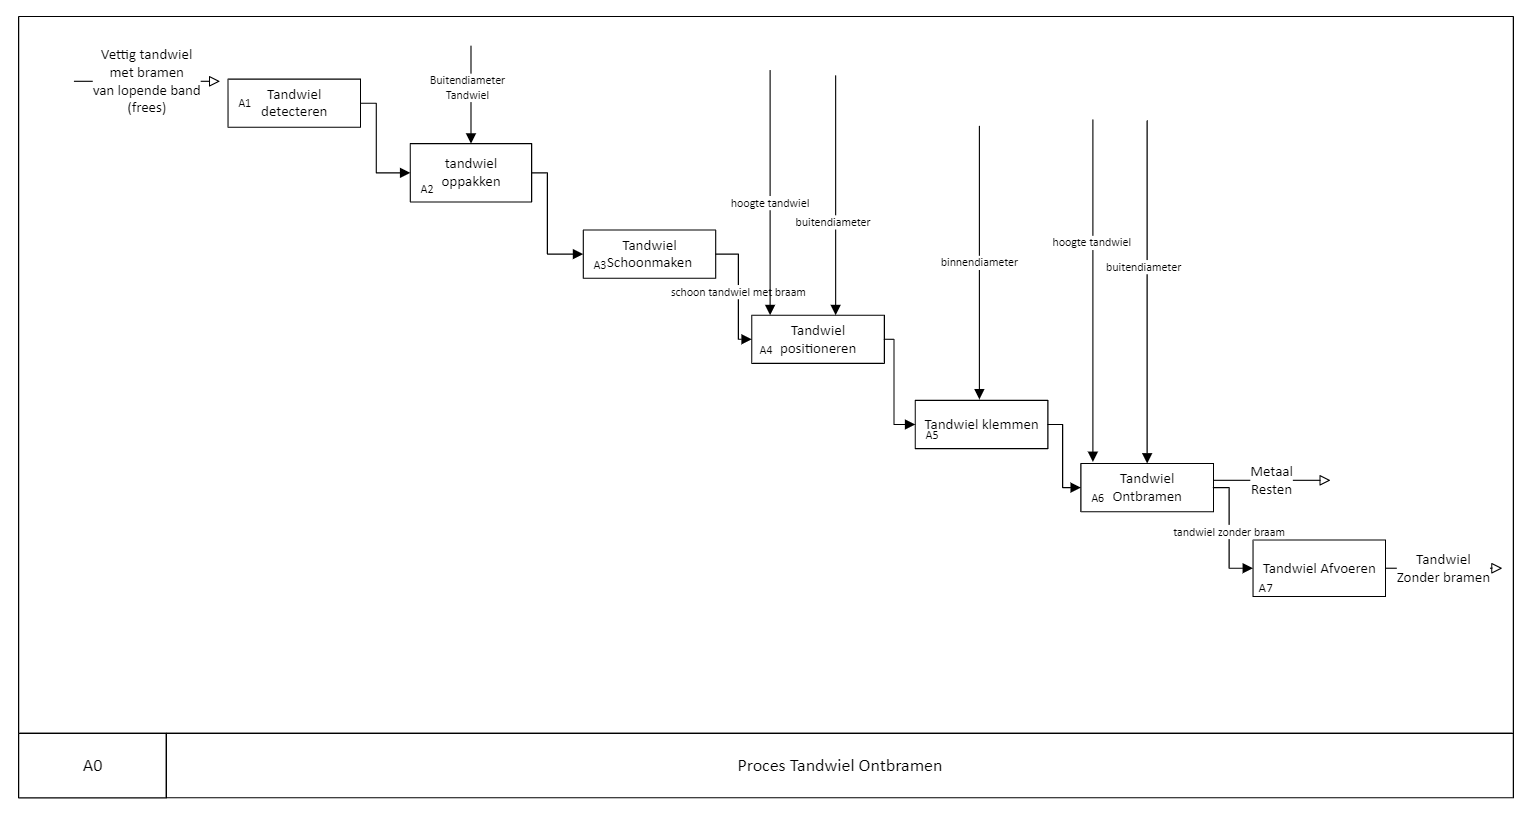 Vettig tandwiel
met bramen
van lopende band
(frees)
A1
Tandwiel
detecteren
Buitendiameter
Tandwiel
tandwiel
oppakken
A2
Tandwiel
A3 Schoonmaken
schoon tandwiel met braam
hoogte tandwiel
buitendiameter
Tandwiel
A4 positioneren
binnendiameter
Tandwiel klemmen
A5
hoogte tandwiel
buitendiameter
Tandwiel
A6 Ontbramen
Metaal
Resten
tandwiel zonder braam
Tandwiel Afvoeren
A7
Tandwiel
Zonder bramen
A0
Proces Tandwiel Ontbramen